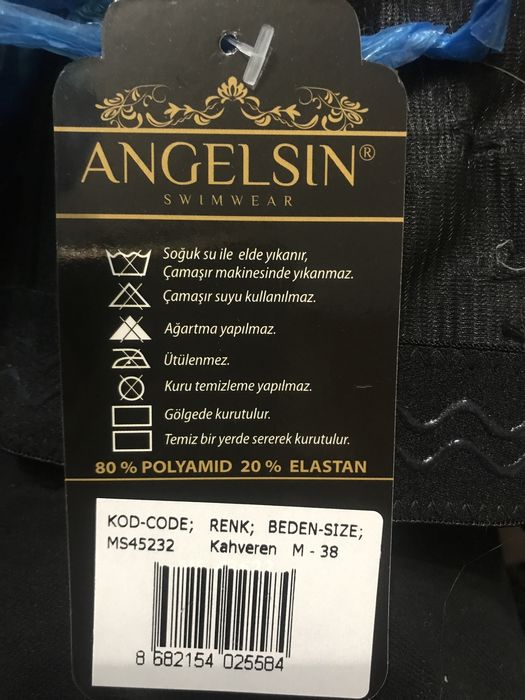 ANGELSIN®
SWIMWEAR
Soğuk su ile elde yıkanır,
Çamaşır makinesinde yıkanmaz.
Çamaşır suyu kullanılmaz.
Ağartma yapılmaz.
Ütülenmez.
Kuru temizleme yapılmaz.
Gölgede kurutulur.
Temiz bir yerde sererek kurutulur.
80 % POLYAMID 20 % ELASTAN
KOD-CODE; RENK; BEDEN-SIZE;
MS45232 Kahveren M - 38
8 682154 025584